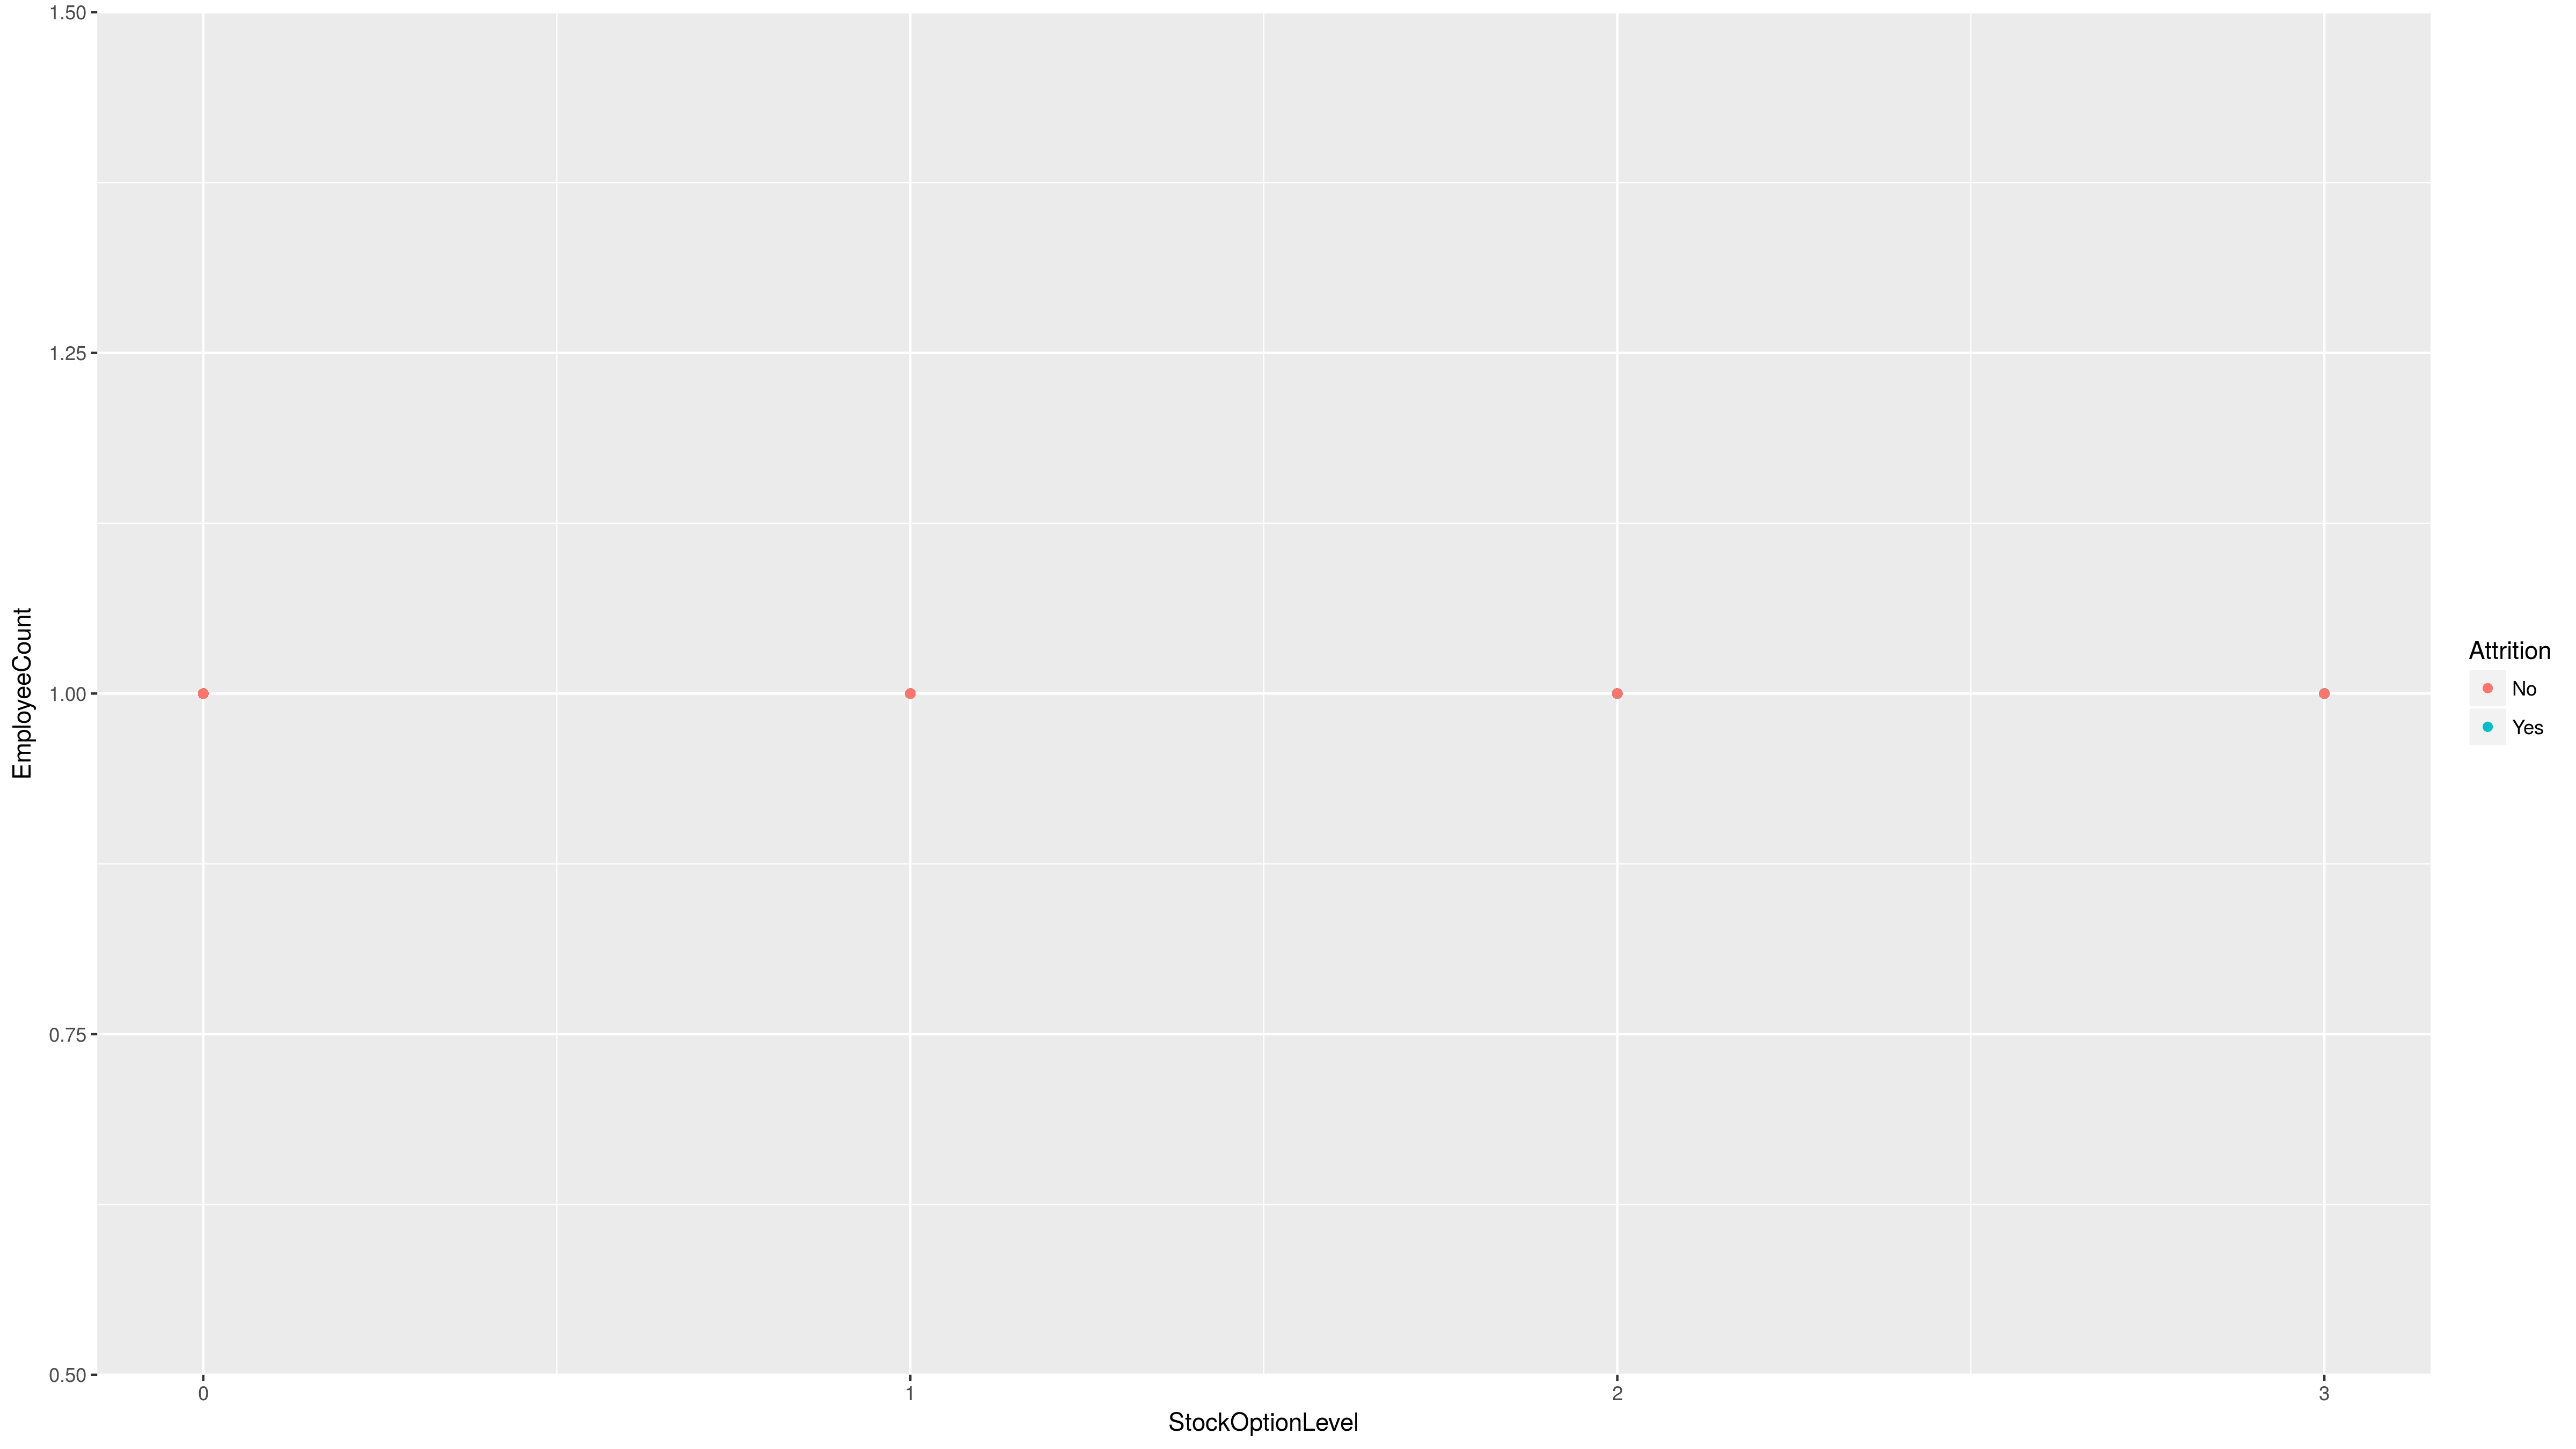 1.50
1.25
1.00
0.75
0.50
EmployeeCount
0 1 2 3
StockOptionLevel
Attrition
No
Yes